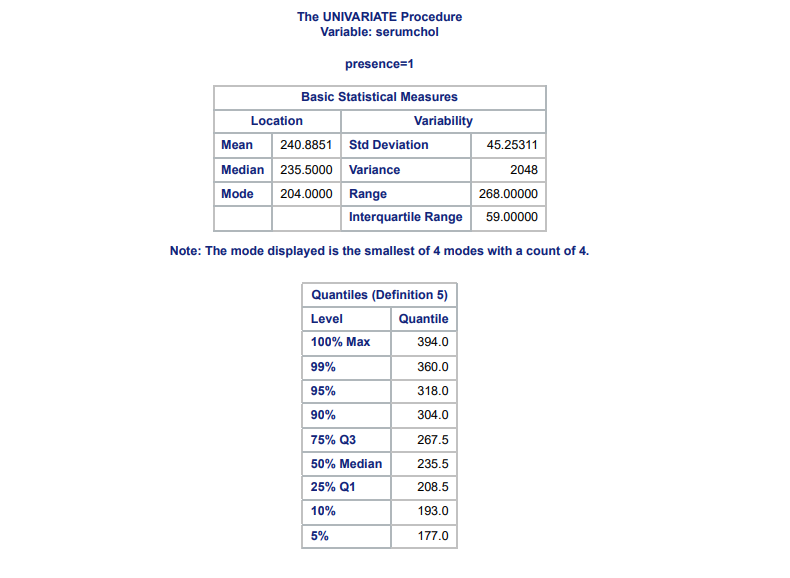 The UNIVARIATE Procedure
Variable: serumchol
presence=1
Basic Statistical Measures
Location Variability
Mean 240.8851 Std Deviation 45.25311
Median 235.5000 Variance 2048
Mode 204.0000 Range 268.00000
Interquartile Range 59.00000
Note: The mode displayed is the smallest of 4 modes with a count of 4.
Quantiles (Definition 5)
Level Quantile
100% Max 394.0
99% 360.0
95% 318.0
90% 304.0
75% Q3 267.5
50% Median 235.5
25% Q1 208.5
10% 193.0
5% 177.0